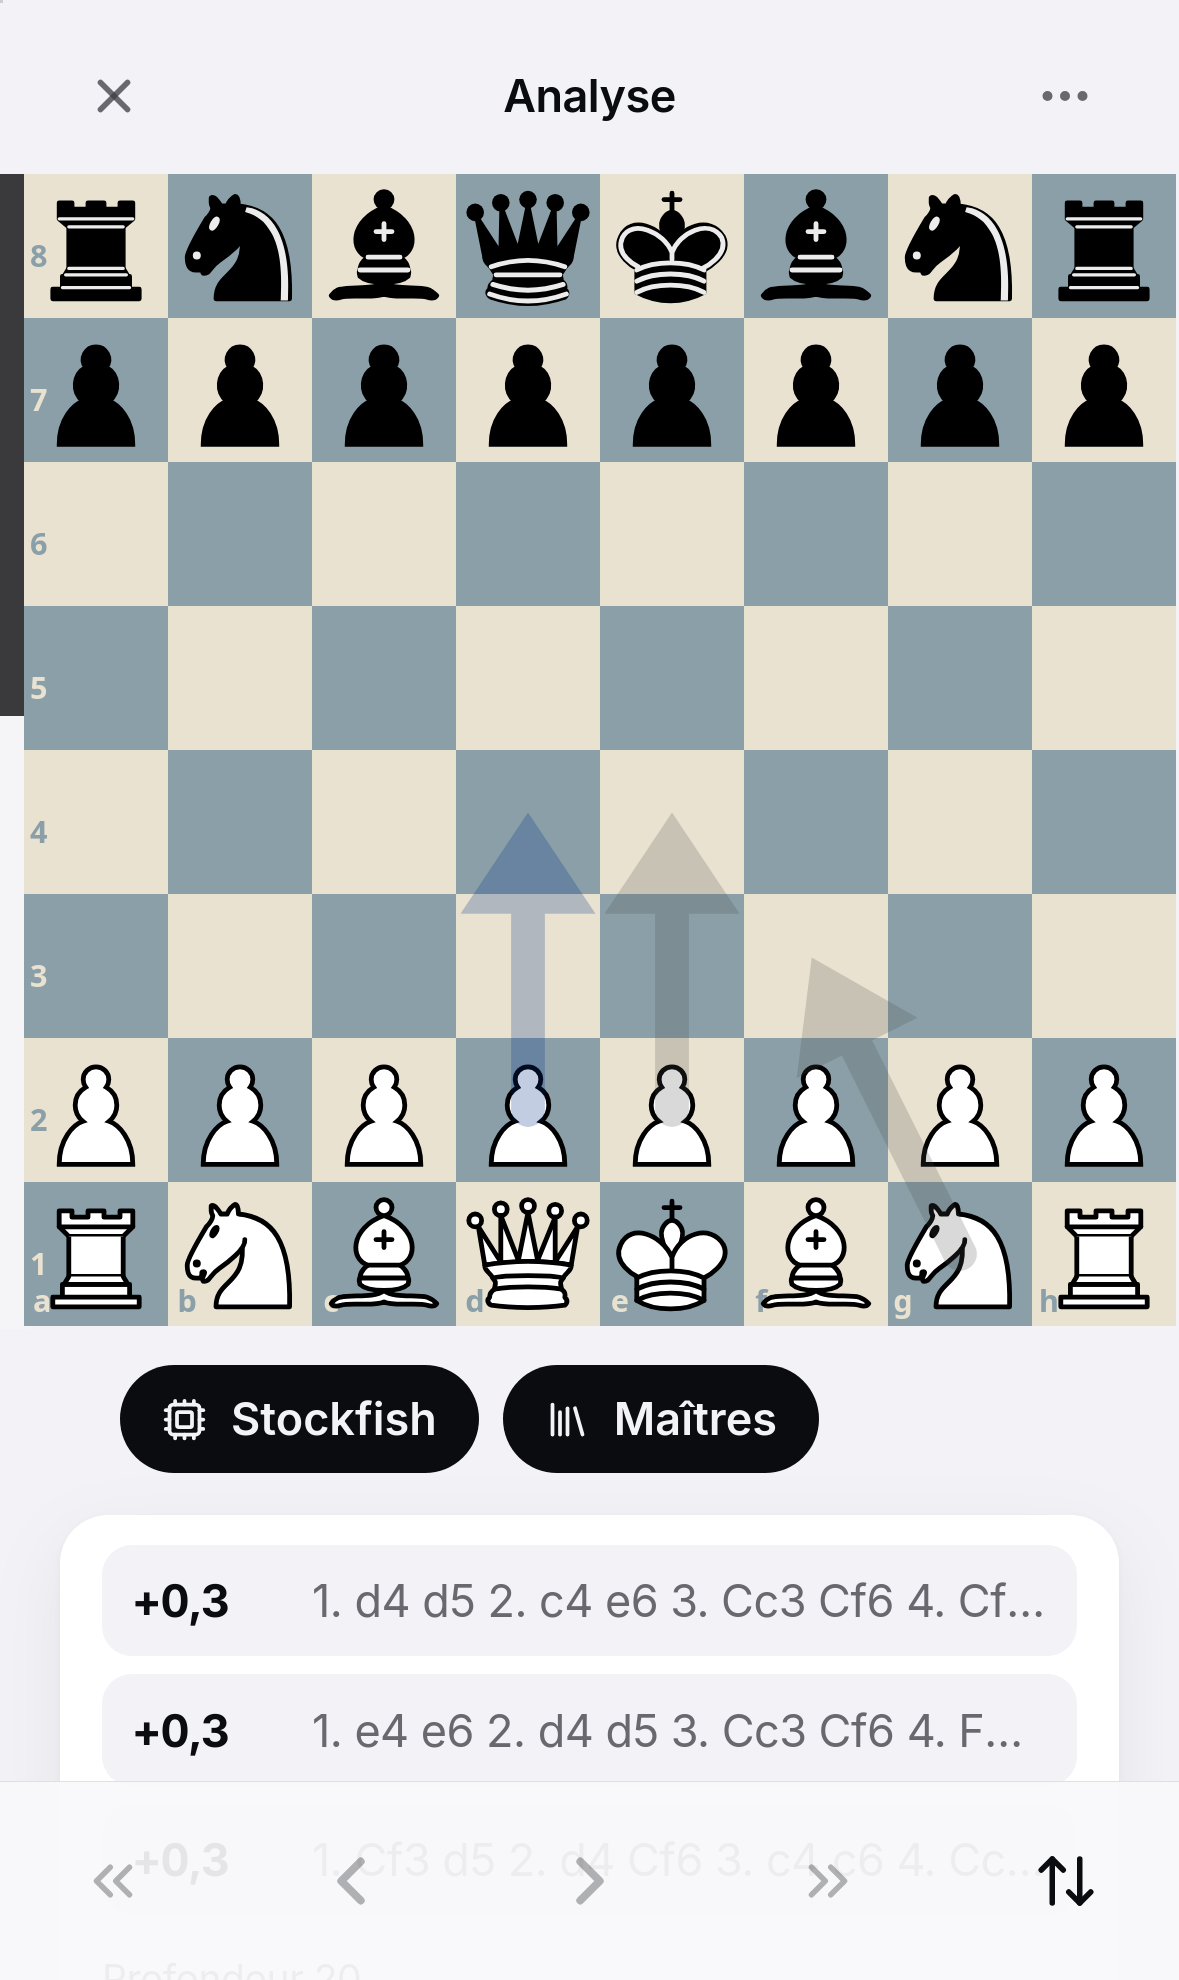 Analyse
8
7
6
5
4
3
2
1
a b c d e f g h
Stockfish Maîtres
+0,3 1. d4 d5 2. c4 e6 3. Cc3 Cf6 4. Cf...
+0,3 1. e4 e6 2. d4 d5 3. Cc3 Cf6 4. F...
+0,3 1. Cf3 d5 2. d4 Cf6 3. c4 c6 4. Cc...
Profondeur 20